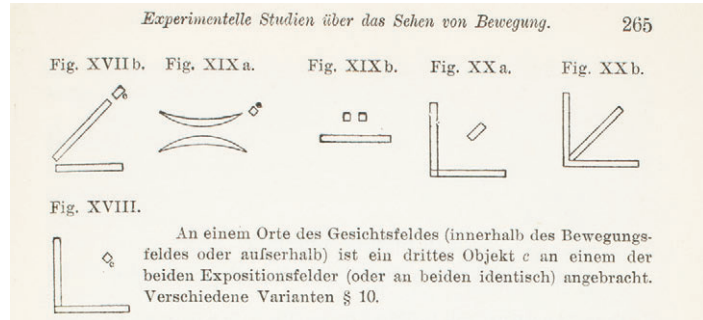 Experimentelle Studien über das Sehen von Bewegung. 265
Fig. XVII b. Fig. XIX a. Fig. XIX b. Fig. XX a. Fig. XX b.
c
Fig. XVIII.
c
An einem Orte des Gesichtsfeldes (innerhalb des Bewegungs-
feldes oder aufserhalb) ist ein drittes Objekt c an einem der
beiden Expositionsfelder (oder an beiden identisch) angebracht.
Verschiedene Varianten § 10.